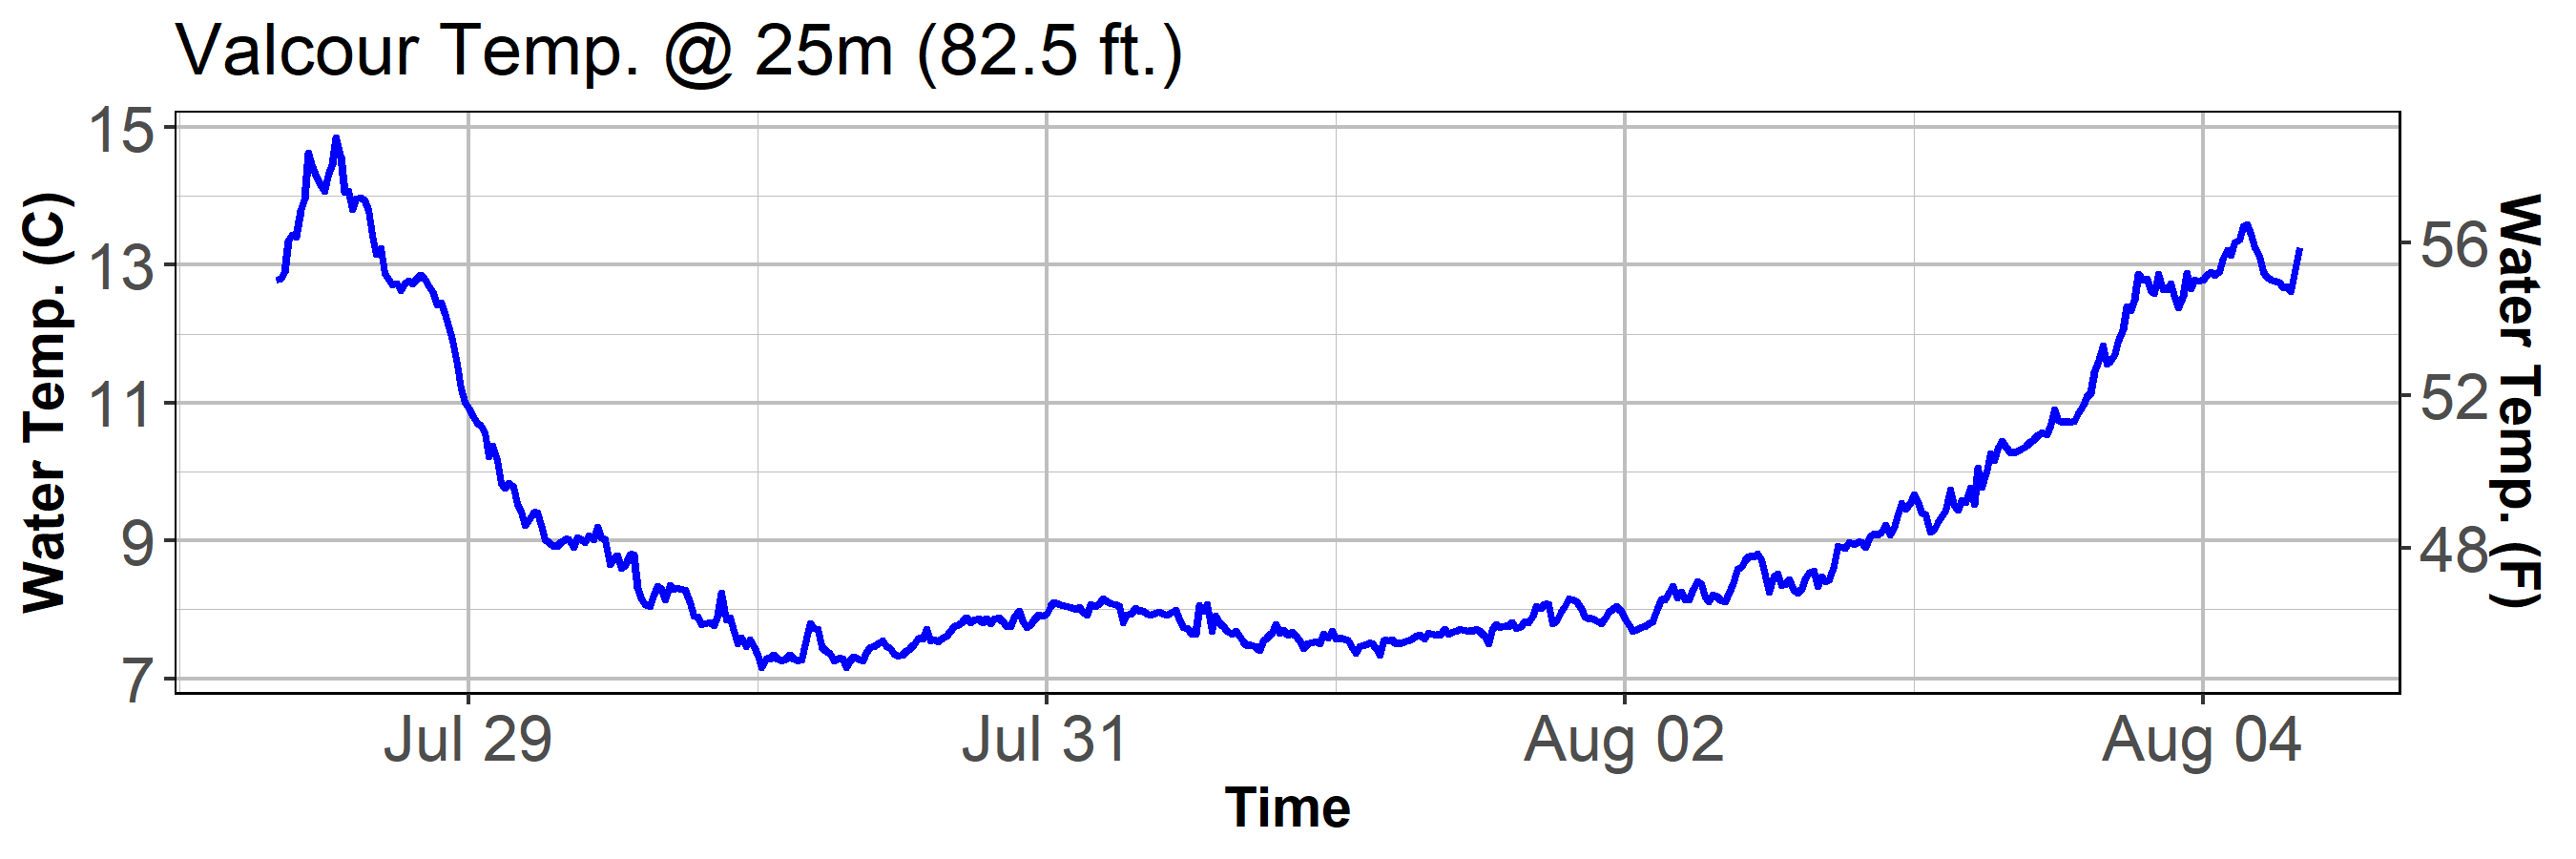 Valcour Temp. @ 25m (82.5 ft.)
Water Temp. (C)
15
13
11
9
7
Water Temp. (F)
56
52
48
Jul 29
Jul 31
Aug 02
Aug 04
Time